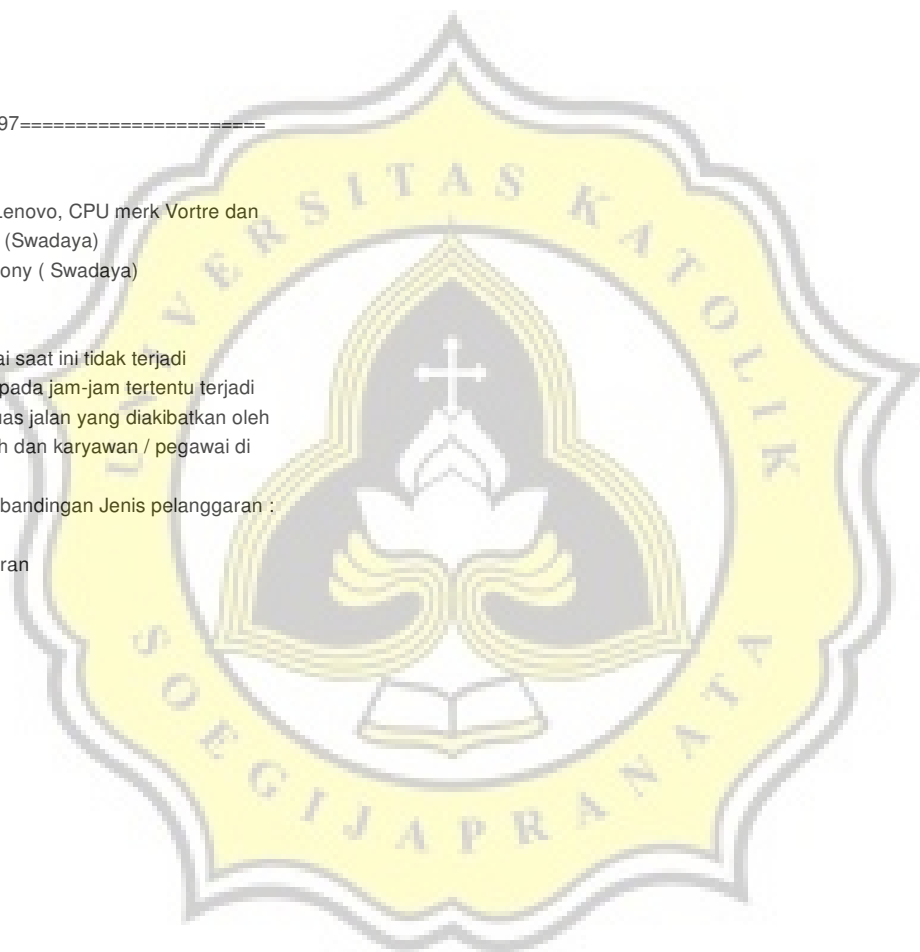 97======================
Lenovo, CPU merk Vortre dan
(Swadaya)
ony ( Swadaya)
ai saat ini tidak terjadi
pada jam-jam tertentu terjadi
uas jalan yang diakibatkan oleh
h dan karyawan / pegawai di
bandingan Jenis pelanggaran :
ran
UNIVERSITAS KATOLIK
SOEGIJAPRANATA